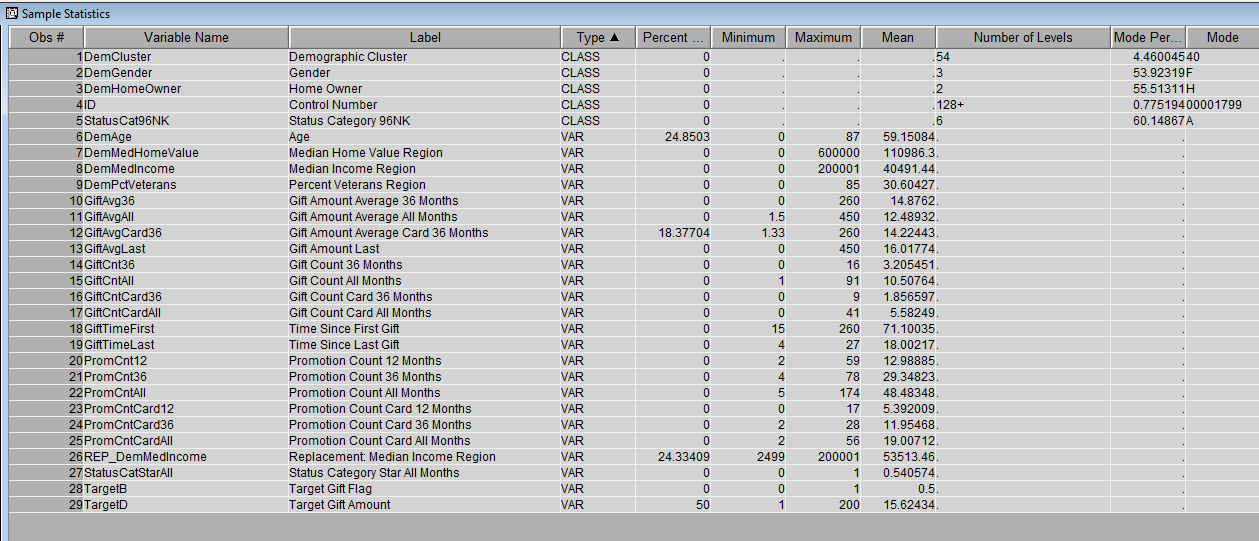 Sample Statistics
Obs # Variable Name Label Type ▲ Percent ... Minimum Maximum Mean Number of Levels Mode Per... Mode
1 DemCluster Demographic Cluster CLASS 0 . . . 54 4.460045 40
2 DemGender Gender CLASS 0 . . . 3 53.92319 F
3 DemHomeOwner Home Owner CLASS 0 . . . 2 55.51311 H
4 ID Control Number CLASS 0 . . . 128+ 0.775194 00001799
5 StatusCat96NK Status Category 96NK CLASS 0 . . . 6 60.14867 A
6 DemAge Age VAR 24.8503 0 87 59.15084 . .
7 DemMedHomeValue Median Home Value Region VAR 0 0 600000 110986.3 . .
8 DemMedIncome Median Income Region VAR 0 0 200001 40491.44 . .
9 DemPctVeterans Percent Veterans Region VAR 0 0 85 30.60427 . .
10 GiftAvg36 Gift Amount Average 36 Months VAR 0 0 260 14.8762 . .
11 GiftAvgAll Gift Amount Average All Months VAR 0 1.5 450 12.48932 . .
12 GiftAvgCard36 Gift Amount Average Card 36 Months VAR 18.37704 1.33 260 14.22443 . .
13 GiftAvgLast Gift Amount Last VAR 0 0 450 16.01774 . .
14 GiftCnt36 Gift Count 36 Months VAR 0 0 16 3.205451 . .
15 GiftCntAll Gift Count All Months VAR 0 1 91 10.50764 . .
16 GiftCntCard36 Gift Count Card 36 Months VAR 0 0 9 1.856597 . .
17 GiftCntCardAll Gift Count Card All Months VAR 0 0 41 5.58249 . .
18 GiftTimeFirst Time Since First Gift VAR 0 15 260 71.10035 . .
19 GiftTimeLast Time Since Last Gift VAR 0 4 27 18.00217 . .
20 PromCnt12 Promotion Count 12 Months VAR 0 2 59 12.98885 . .
21 PromCnt36 Promotion Count 36 Months VAR 0 4 78 29.34823 . .
22 PromCntAll Promotion Count All Months VAR 0 5 174 48.48348 . .
23 PromCntCard12 Promotion Count Card 12 Months VAR 0 0 17 5.392009 . .
24 PromCntCard36 Promotion Count Card 36 Months VAR 0 2 28 11.95468 . .
25 PromCntCardAll Promotion Count Card All Months VAR 0 2 56 19.00712 . .
26 REP_DemMedIncome Replacement: Median Income Region VAR 24.33409 2499 200001 53513.46 . .
27 StatusCatStarAll Status Category Star All Months VAR 0 0 1 0.540574 . .
28 TargetB Target Gift Flag VAR 0 0 1 0.5 . .
29 TargetD Target Gift Amount VAR 50 1 200 15.62434 . .